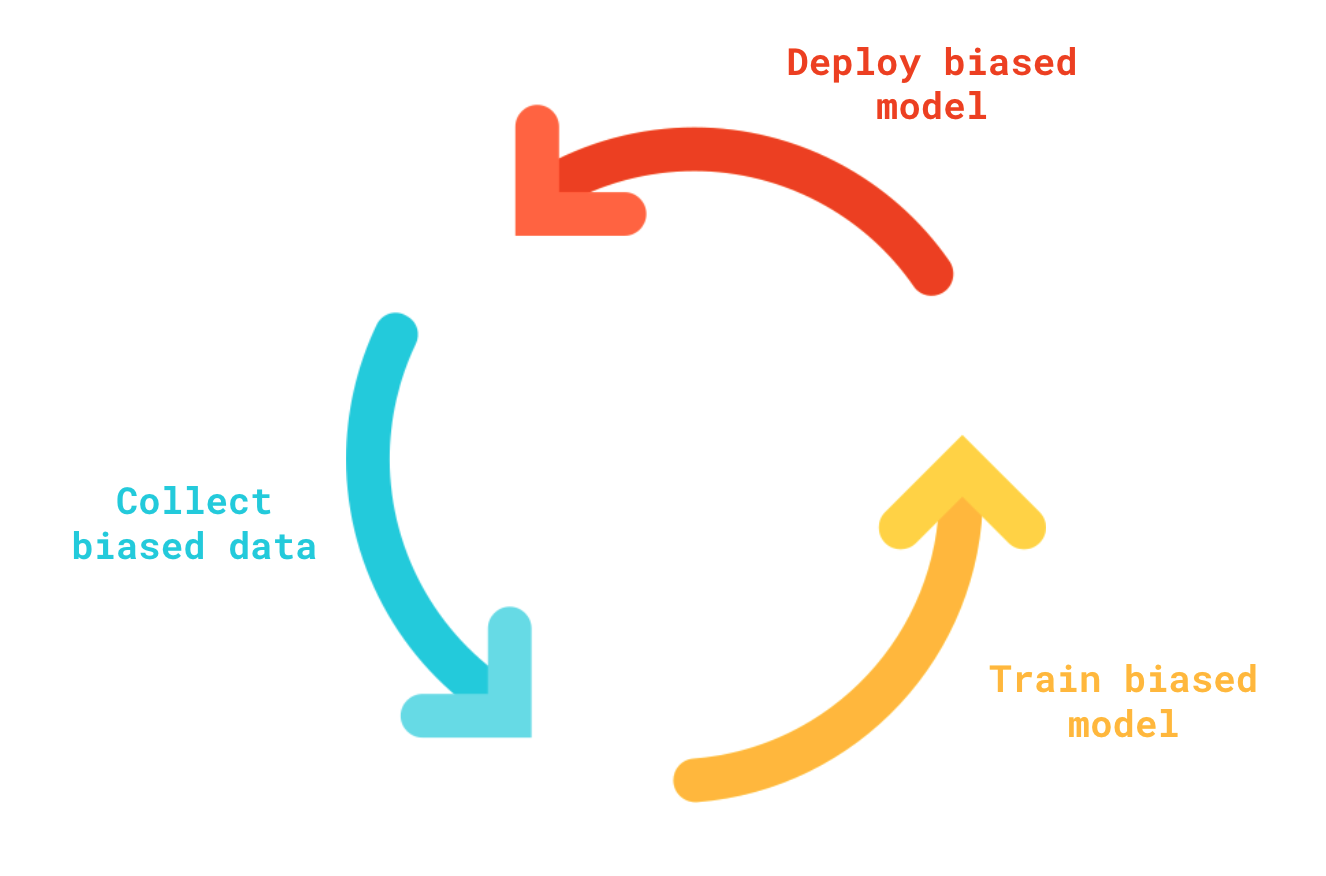 Deploy biased
model
Collect
biased data
Train biased
model